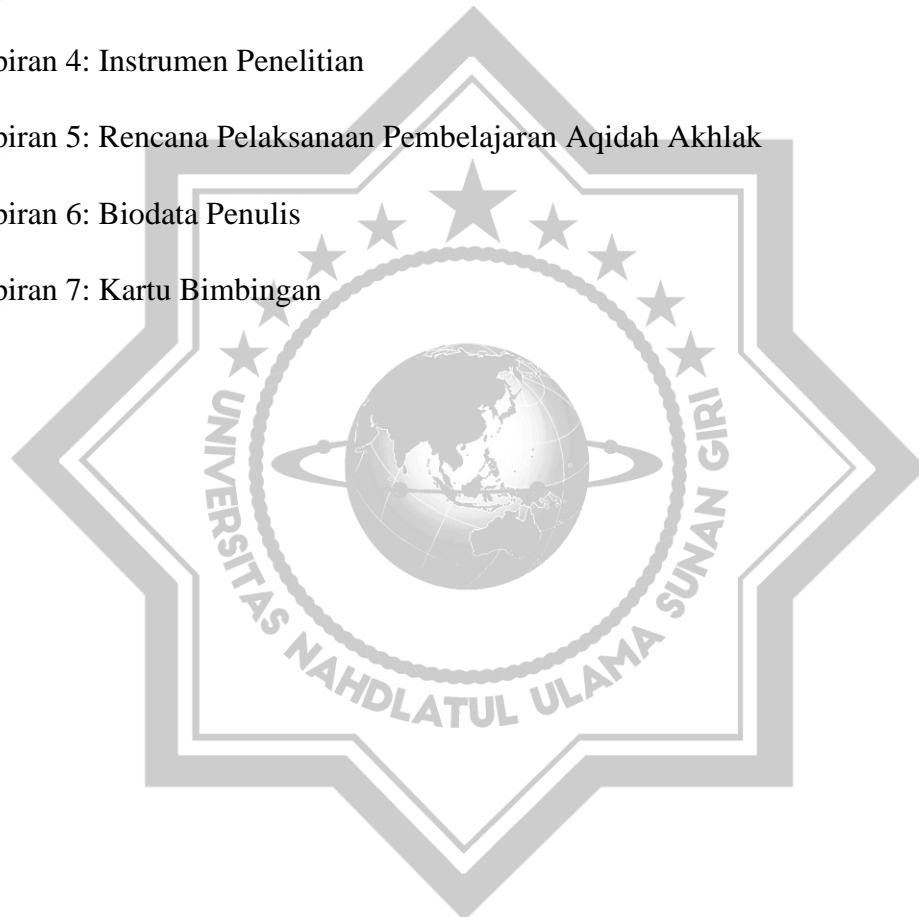 piran 4: Instrumen Penelitian
piran 5: Rencana Pelaksanaan Pembelajaran Aqidah Akhlak
piran 6: Biodata Penulis
piran 7: Kartu Bimbingan
UNIVERSITAS NAHDLATUL ULAMA SUNAN GIRI